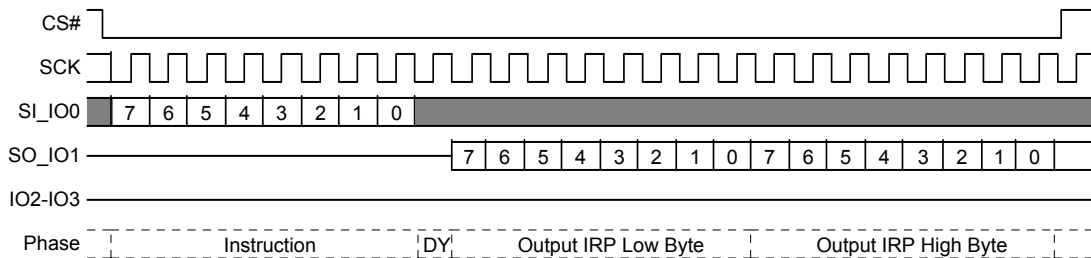 CS#
SCK
SI_IO0 7 6 5 4 3 2 1 0
SO_IO1 7 6 5 4 3 2 1 0 7 6 5 4 3 2 1 0
IO2-IO3
Phase Instruction DY Output IRP Low Byte Output IRP High Byte